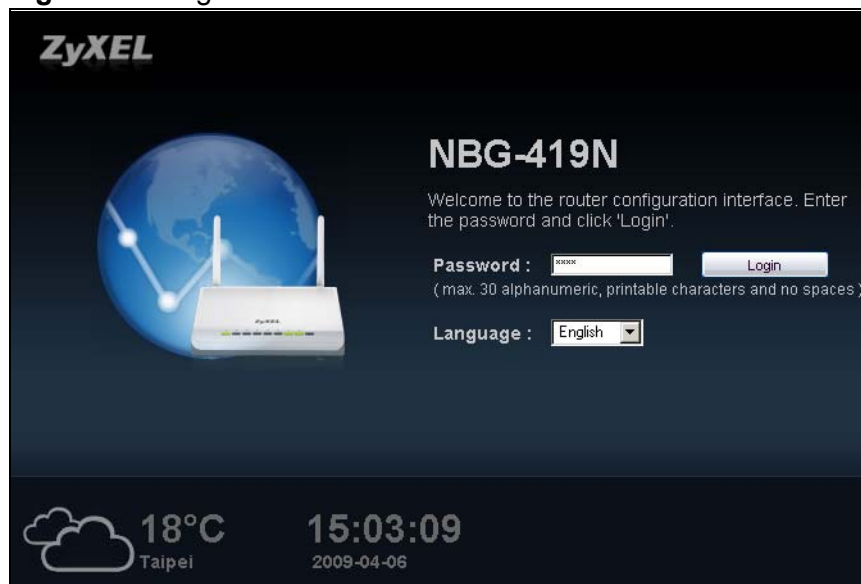 ZyXEL
NBG-419N
Welcome to the router configuration interface. Enter
the password and click 'Login'.
Password : **** Login
( max. 30 alphanumeric, printable characters and no spaces )
Language : English
ZyXEL
18°C
Taipei
15:03:09
2009-04-06